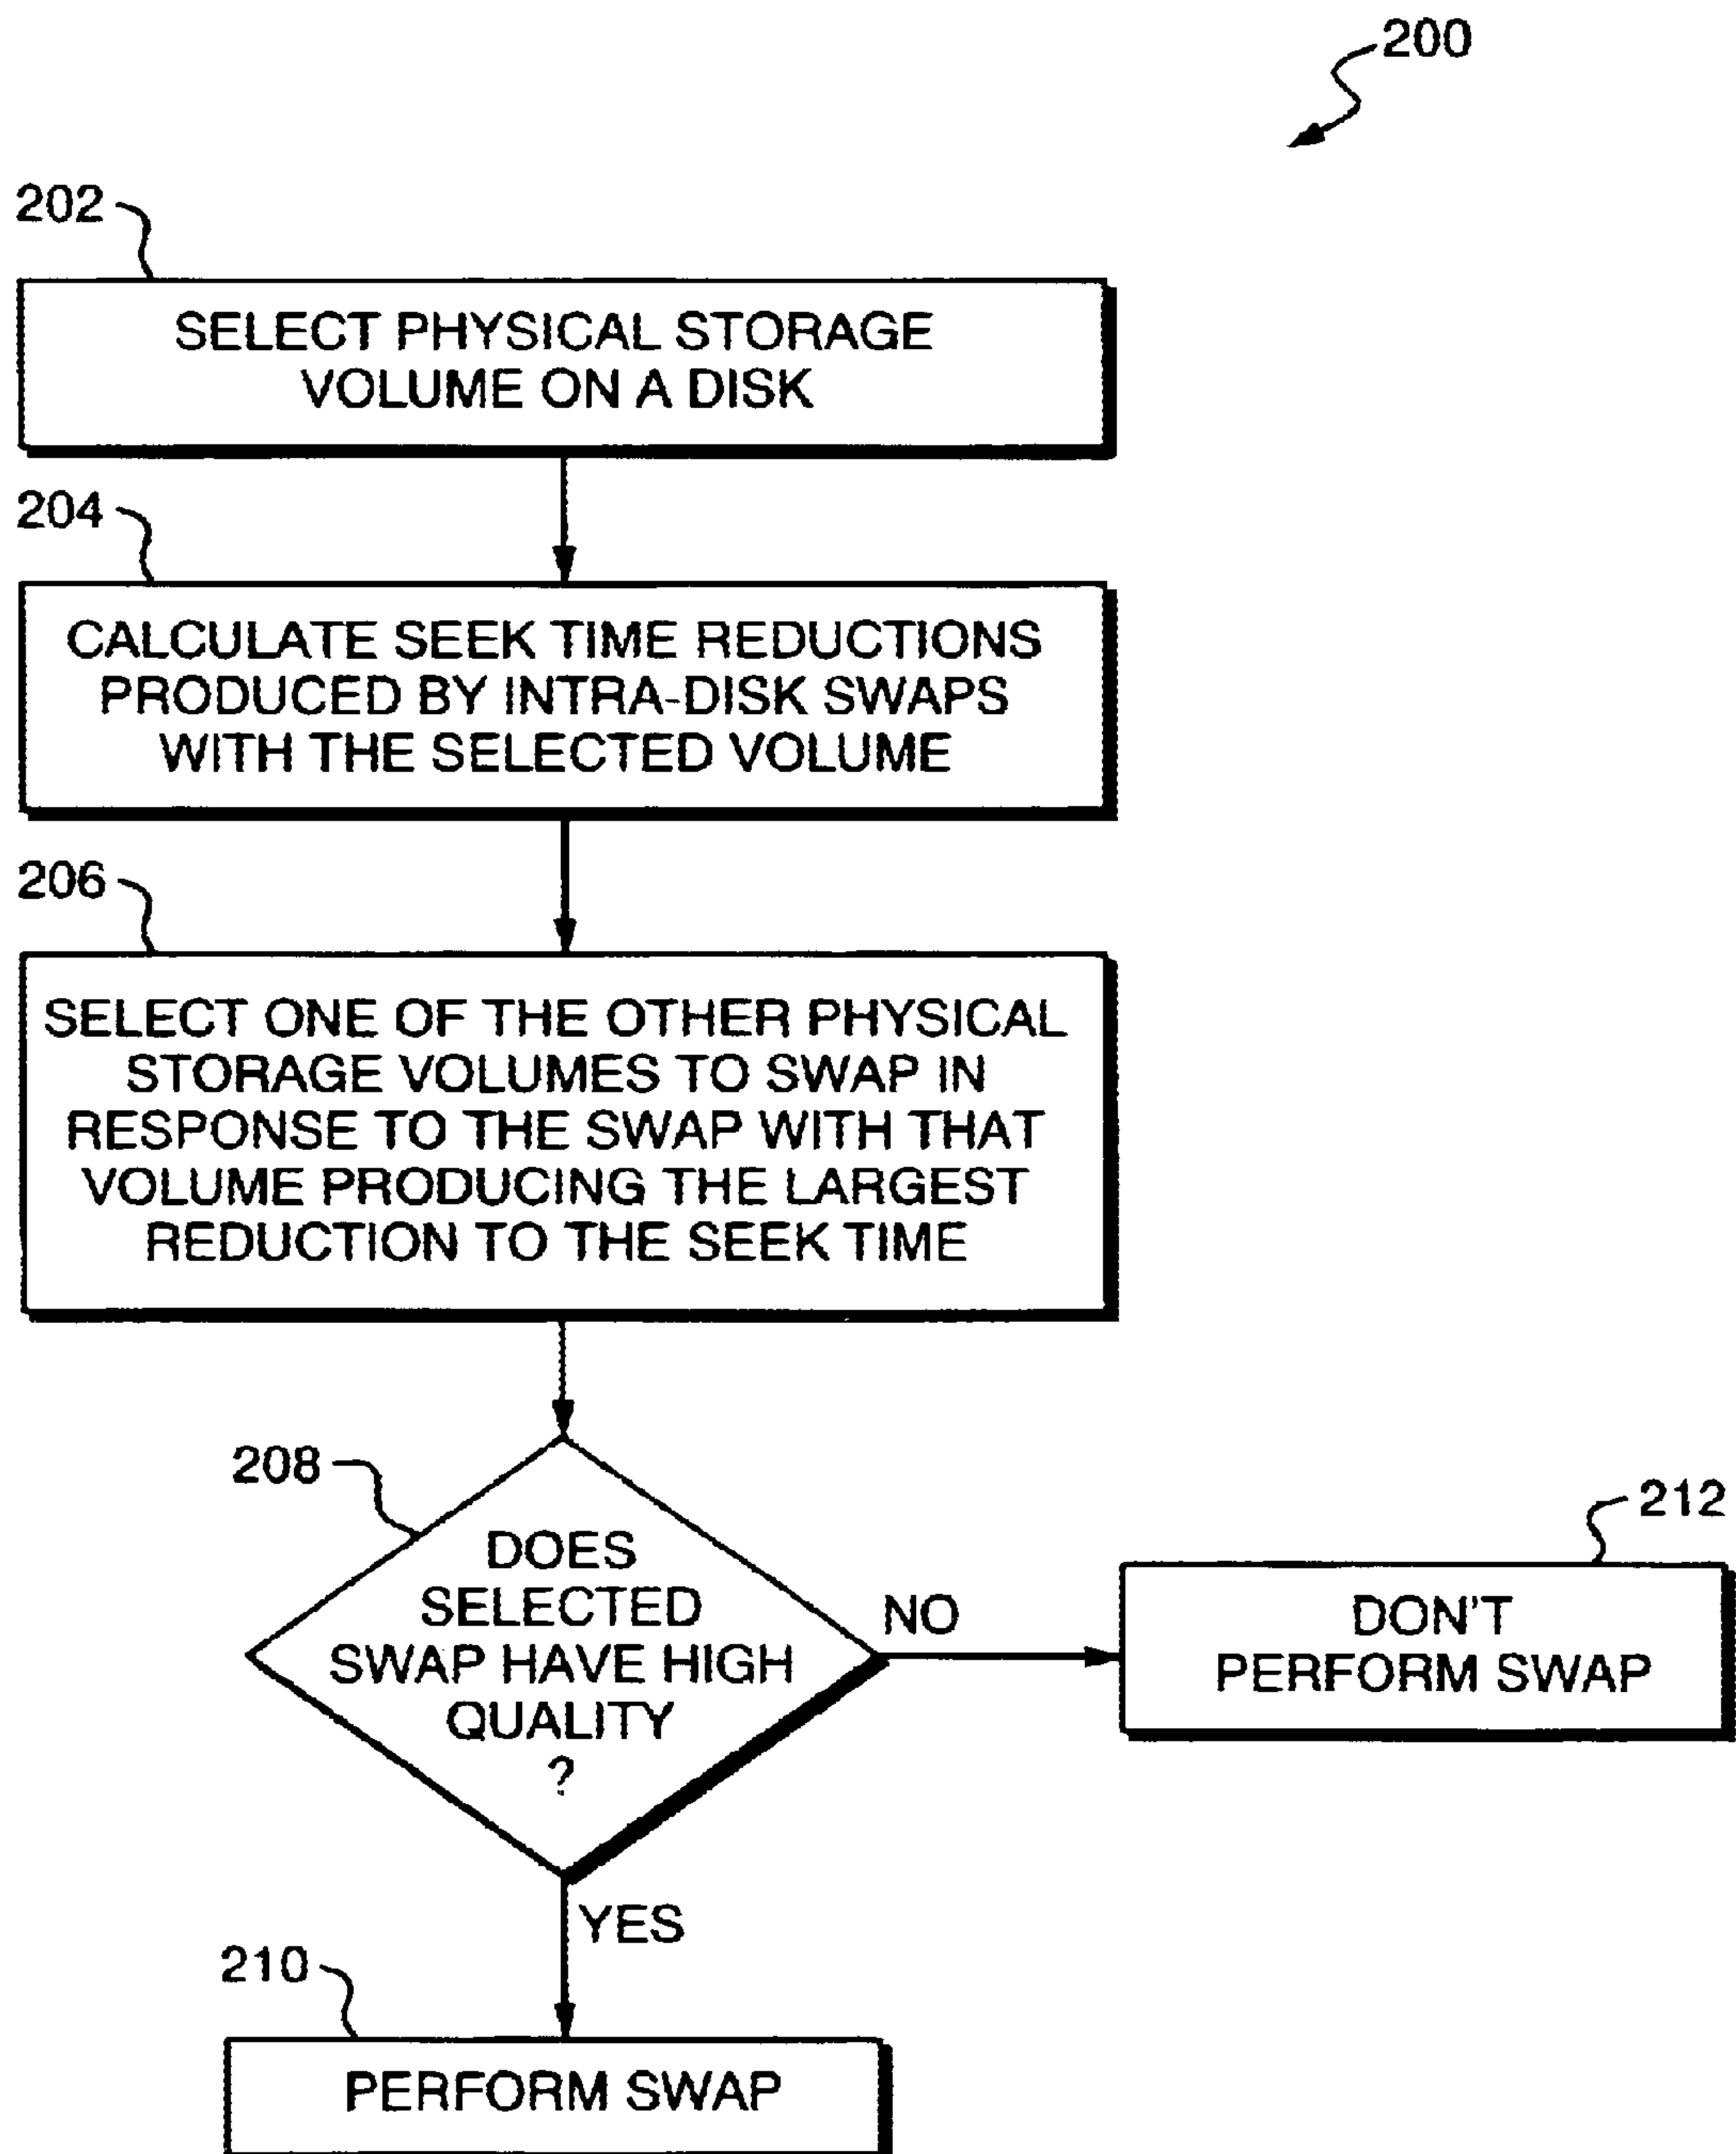 200
202
SELECT PHYSICAL STORAGE
VOLUME ON A DISK
204
CALCULATE SEEK TIME REDUCTIONS
PRODUCED BY INTRA-DISK SWAPS
WITH THE SELECTED VOLUME
206
SELECT ONE OF THE OTHER PHYSICAL
STORAGE VOLUMES TO SWAP IN
RESPONSE TO THE SWAP WITH THAT
VOLUME PRODUCING THE LARGEST
REDUCTION TO THE SEEK TIME
208
DOES
SELECTED
SWAP HAVE HIGH
QUALITY
?
NO
212
DON'T
PERFORM SWAP
YES
210
PERFORM SWAP